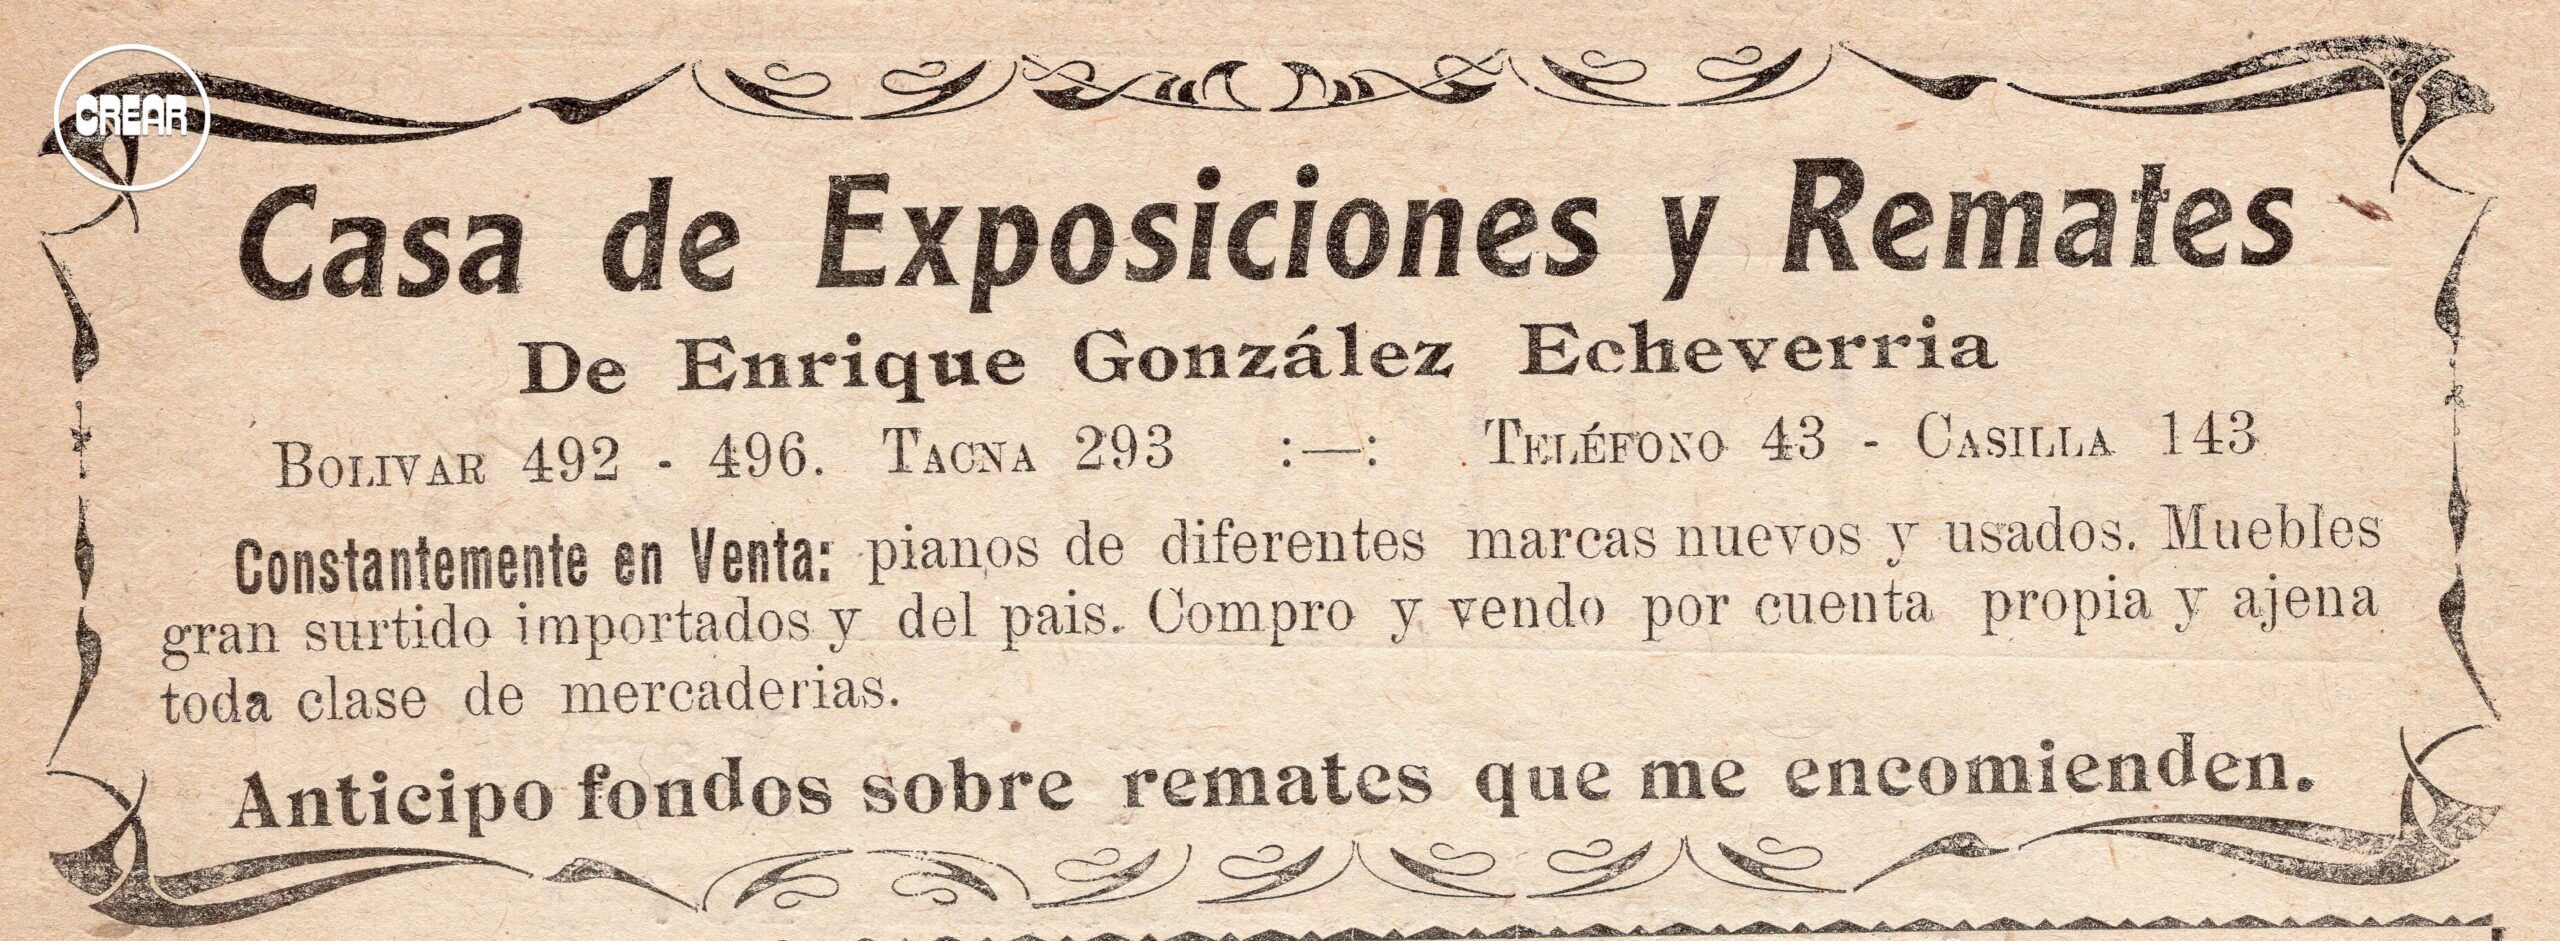 CREAR
Casa de Exposiciones y Remates
De Enrique González Echeverria
BOLIVAR 492 - 496. TACNA 293 :—: TELÉFONO 43 - CASILLA 143
Constantemente en Venta: pianos de diferentes marcas nuevos y usados. Muebles
gran surtido importados y del pais. Compro y vendo por cuenta propia y ajena
toda clase de mercaderias.
Anticipo fondos sobre remates que me encomienden.